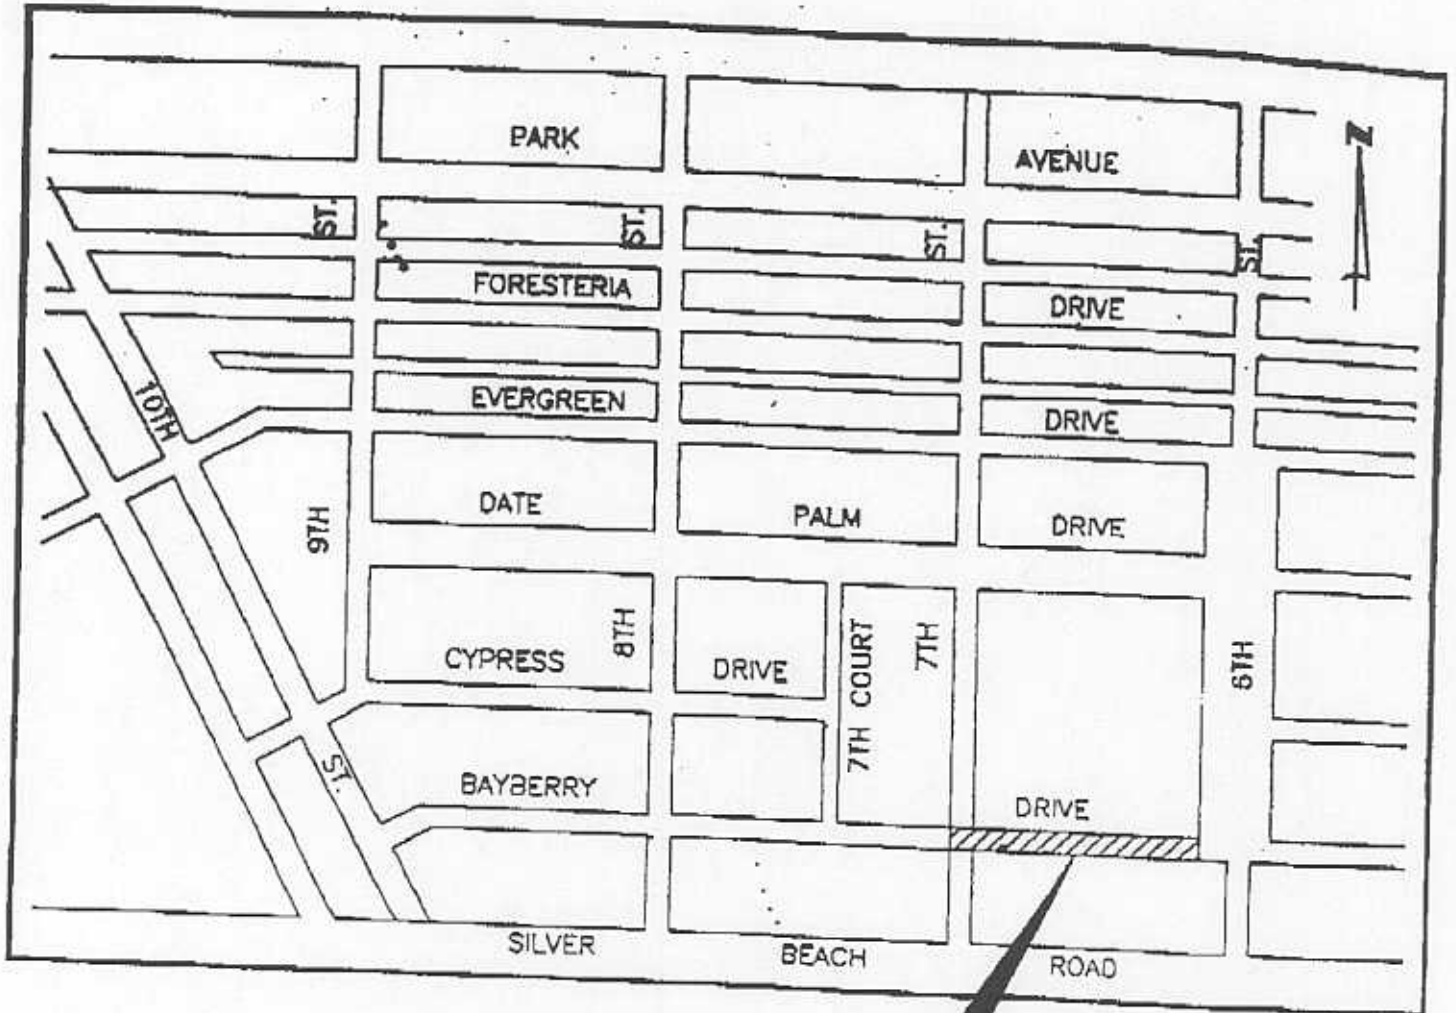 PARK AVENUE
ST. ST. ST. ST.
N
FORESTERIA DRIVE
EVERGREEN DRIVE
10TH
DATE PALM DRIVE
9TH
8TH
CYPRESS DRIVE
7TH COURT
7TH
6TH
ST.
BAYBERRY DRIVE
SILVER BEACH ROAD